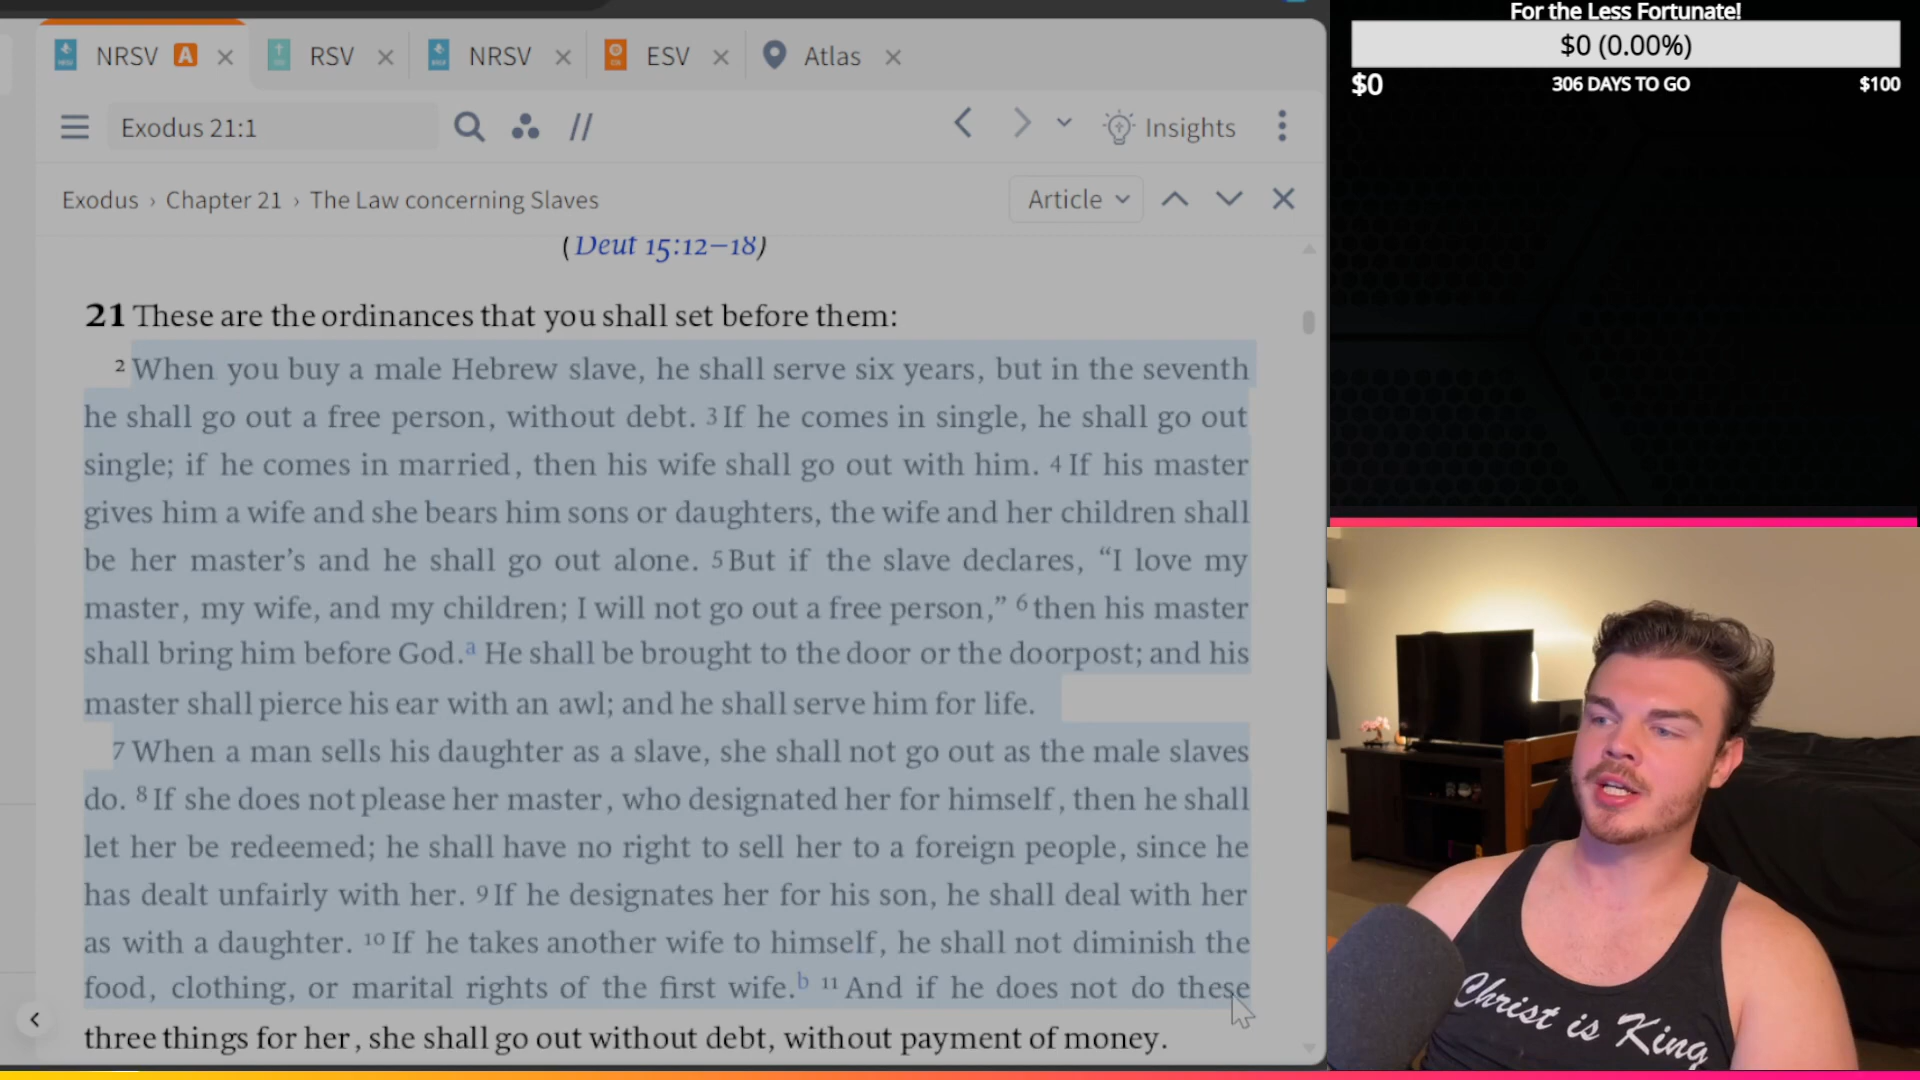 NRSV A
RSV
NRSV
ESV
Atlas
Exodus 21:1
Insights
Exodus › Chapter 21 › The Law concerning Slaves
Article
(Deut 15:12–18)
21 These are the ordinances that you shall set before them:
2 When you buy a male Hebrew slave, he shall serve six years, but in the seventh
he shall go out a free person, without debt. 3 If he comes in single, he shall go out
single; if he comes in married, then his wife shall go out with him. 4 If his master
gives him a wife and she bears him sons or daughters, the wife and her children shall
be her master’s and he shall go out alone. 5 But if the slave declares, “I love my
master, my wife, and my children; I will not go out a free person,” 6 then his master
shall bring him before God.a He shall be brought to the door or the doorpost; and his
master shall pierce his ear with an awl; and he shall serve him for life.
7 When a man sells his daughter as a slave, she shall not go out as the male slaves
do. 8 If she does not please her master, who designated her for himself, then he shall
let her be redeemed; he shall have no right to sell her to a foreign people, since he
has dealt unfairly with her. 9 If he designates her for his son, he shall deal with her
as with a daughter. 10 If he takes another wife to himself, he shall not diminish the
food, clothing, or marital rights of the first wife.b 11 And if he does not do these
three things for her, she shall go out without debt, without payment of money.
For the Less Fortunate!
$0 (0.00%)
$0 306 DAYS TO GO $100
Christ is King